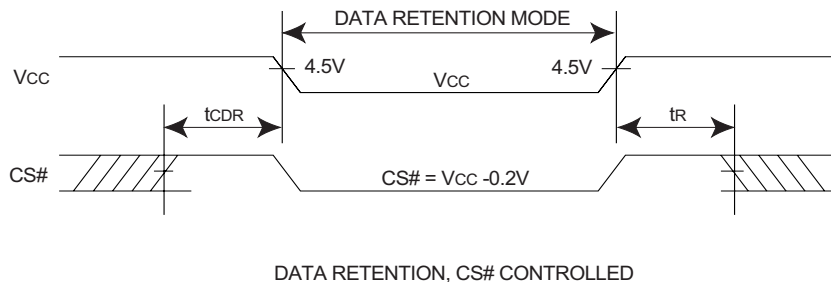 DATA RETENTION MODE
VCC
4.5V
VCC
4.5V
tCDR
tR
CS#
CS# = VCC -0.2V
DATA RETENTION, CS# CONTROLLED